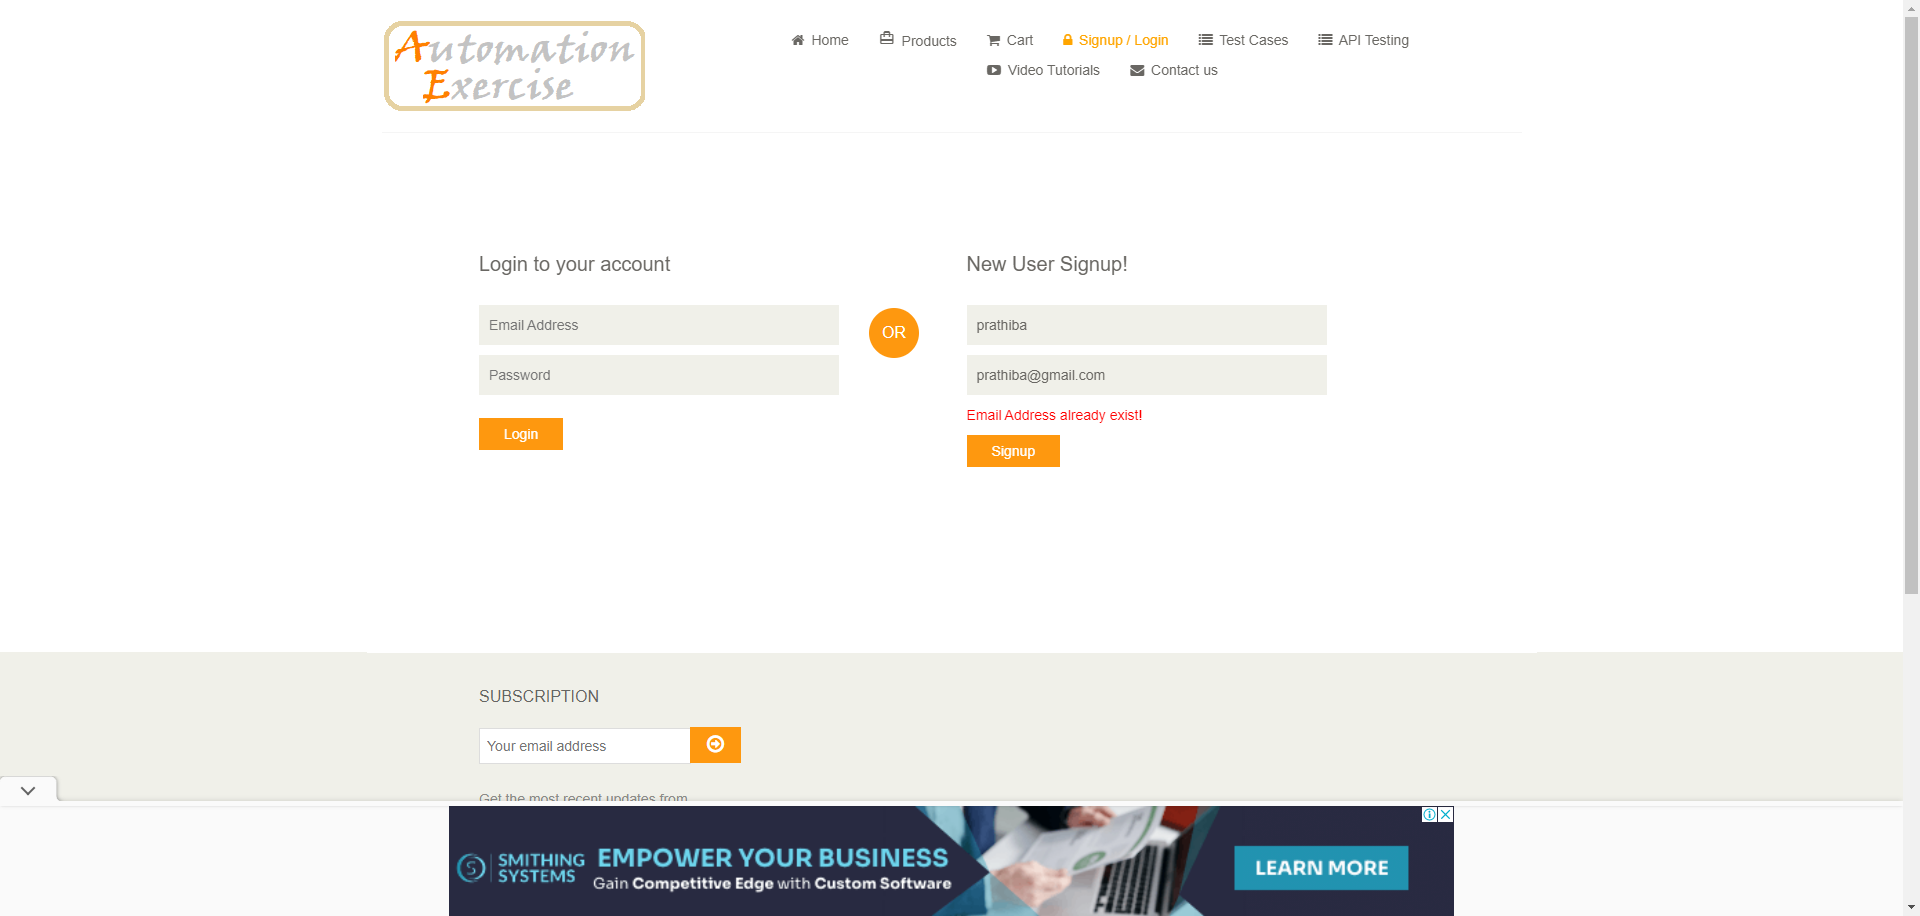 Automation
Exercise
Home
Products
Cart
Signup / Login
Test Cases
API Testing
Video Tutorials
Contact us
Login to your account
Email Address
Password
Login
OR
New User Signup!
prathiba
prathiba@gmail.com
Email Address already exist!
Signup
SUBSCRIPTION
Your email address
Get the most recent updates from
SMITHING
SYSTEMS
EMPOWER YOUR BUSINESS
Gain Competitive Edge with Custom Software
LEARN MORE